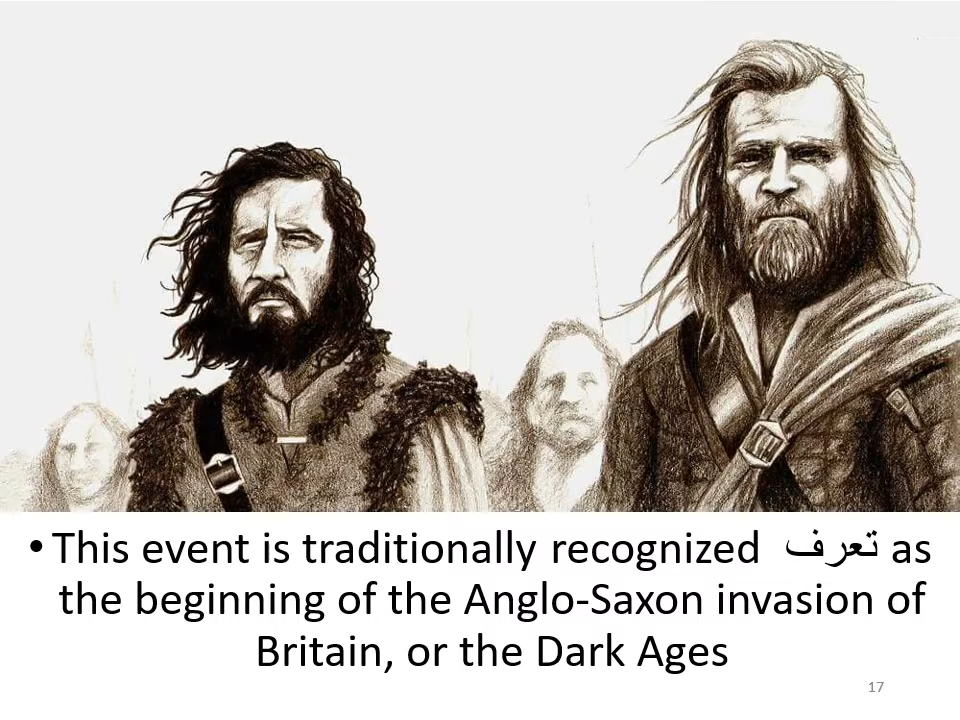 • This event is traditionally recognized تعرف as
the beginning of the Anglo-Saxon invasion of
Britain, or the Dark Ages
17